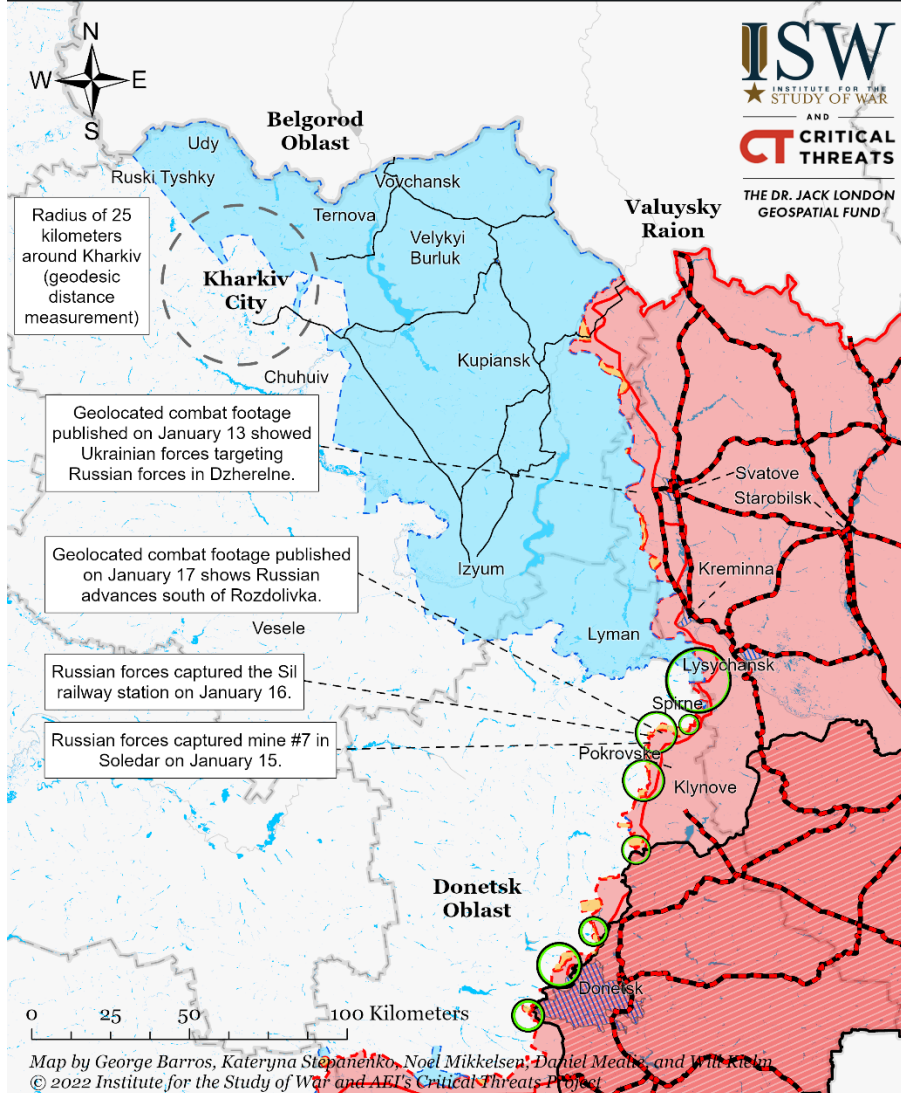 N
W E
S
ISW
INSTITUTE FOR THE
STUDY OF WAR
AND
CT CRITICAL
THREATS
THE DR. JACK LONDON
GEOSPATIAL FUND
Belgorod
Oblast
Udy
Ruski Tyshky
Vovchansk
Ternova
Valuysky
Raion
Radius of 25
kilometers
around Kharkiv
(geodesic
distance
measurement)
Velykyi
Burluk
Kharkiv
City
Kupiansk
Chuhuiv
Geolocated combat footage
published on January 13 showed
Ukrainian forces targeting
Russian forces in Dzherelne.
Svatove
Starobilsk
Geolocated combat footage published
on January 17 shows Russian
advances south of Rozdolivka.
Izyum
Kreminna
Vesele
Lyman
Lysychansk
Russian forces captured the Sil
railway station on January 16.
Spirne
Russian forces captured mine #7 in
Soledar on January 15.
Pokrovske
Klynove
Donetsk
Oblast
Donetsk
0 25 50 100 Kilometers
Map by George Barros, Kateryna Stepanenko, Noel Mikkelsen, Daniel Mealie, and Will Kielm
© 2022 Institute for the Study of War and AEI's Critical Threats Project